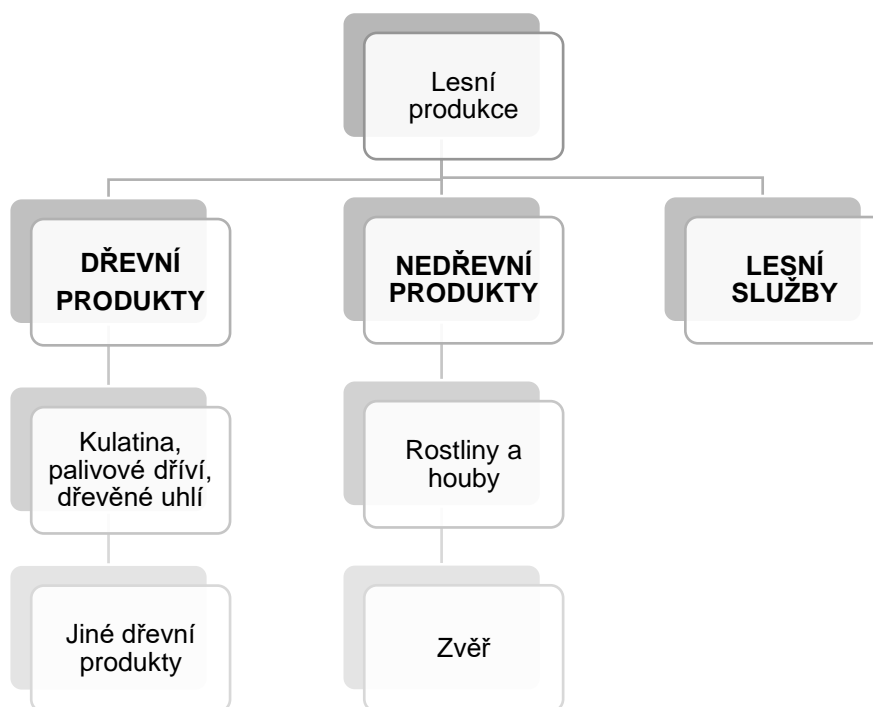 Lesní
produkce
DŘEVNÍ
PRODUKTY
NEDŘEVNÍ
PRODUKTY
LESNÍ
SLUŽBY
Kulatina,
palivové dříví,
dřevěné uhlí
Rostliny a
houby
Jiné dřevní
produkty
Zvěř